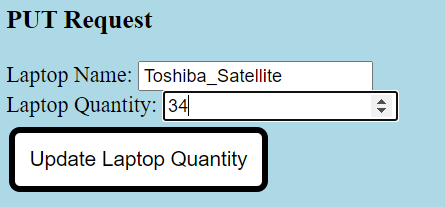 PUT Request
Laptop Name: Toshiba_Satellite
Laptop Quantity: 34
Update Laptop Quantity